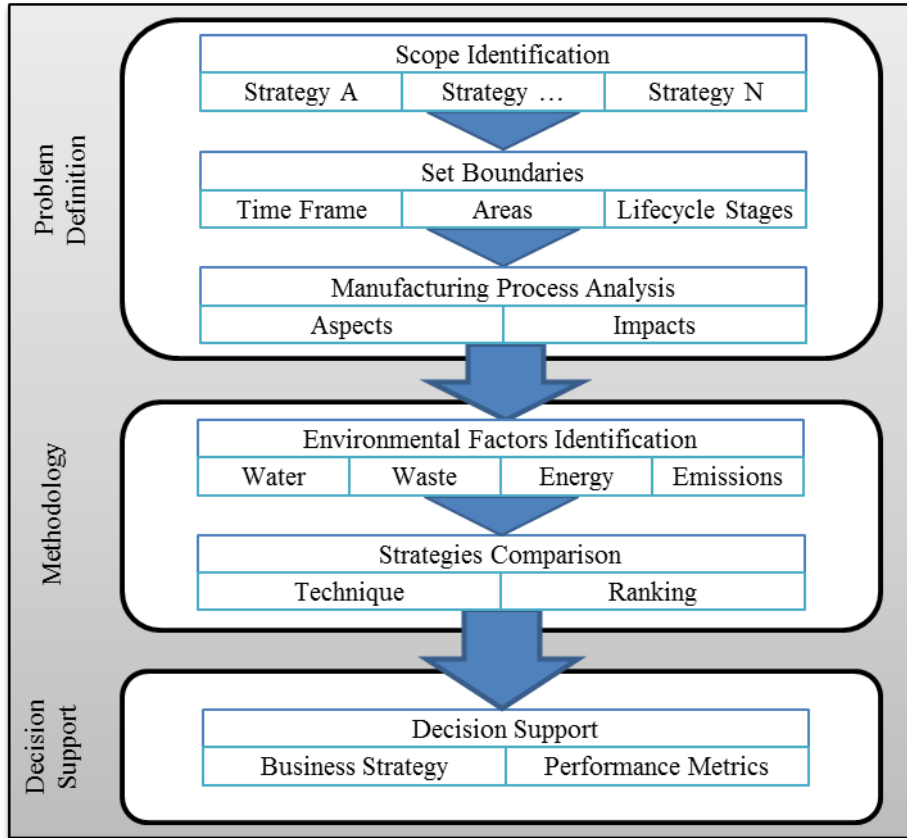 Problem
Definition
Scope Identification
Strategy A
Strategy …
Strategy N
Set Boundaries
Time Frame
Areas
Lifecycle Stages
Manufacturing Process Analysis
Aspects
Impacts
Methodology
Environmental Factors Identification
Water
Waste
Energy
Emissions
Strategies Comparison
Technique
Ranking
Decision
Support
Decision Support
Business Strategy
Performance Metrics